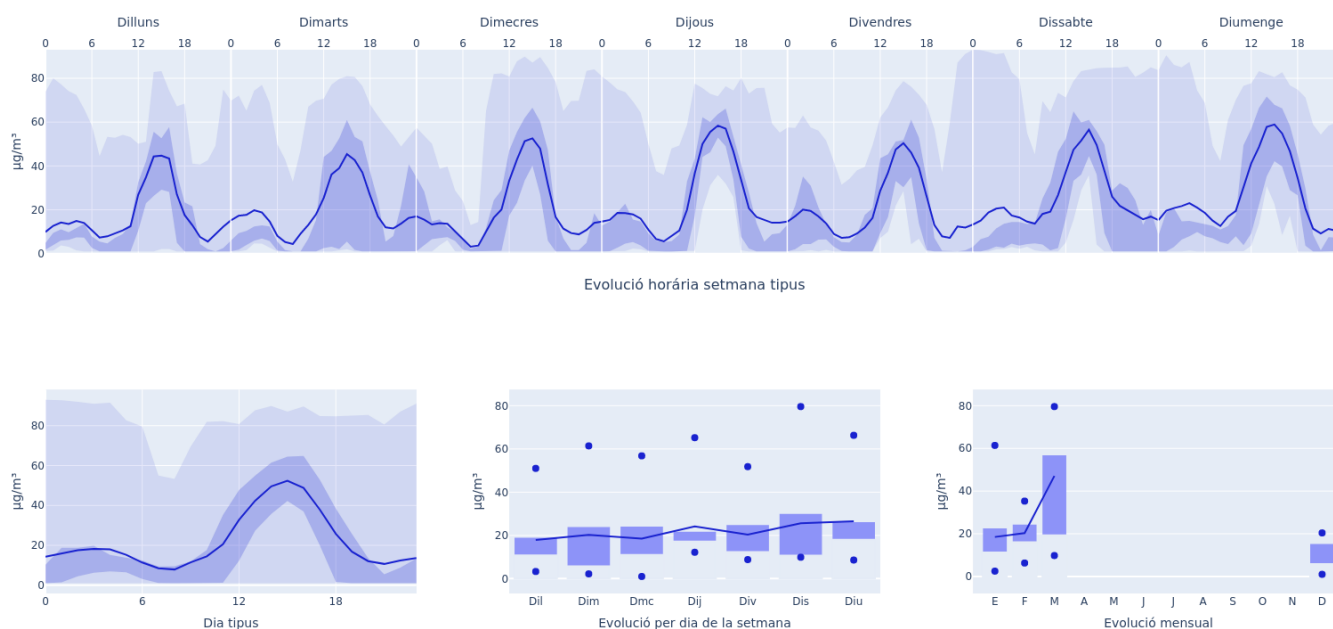 Dilluns Dimarts Dimecres Dijous Divendres Dissabte Diumenge
0 6 12 18 0 6 12 18 0 6 12 18 0 6 12 18 0 6 12 18 0 6 12 18 0 6 12 18
80
60
40
20
0
µg/m³
Evolució horária setmana tipus
80
60
40
20
0
µg/m³
0 6 12 18
Dia tipus
80
60
40
20
0
µg/m³
Dil Dim Dmc Dij Div Dis Diu
Evolució per dia de la setmana
80
60
40
20
0
µg/m³
E F M A M J J A S O N D
Evolució mensual